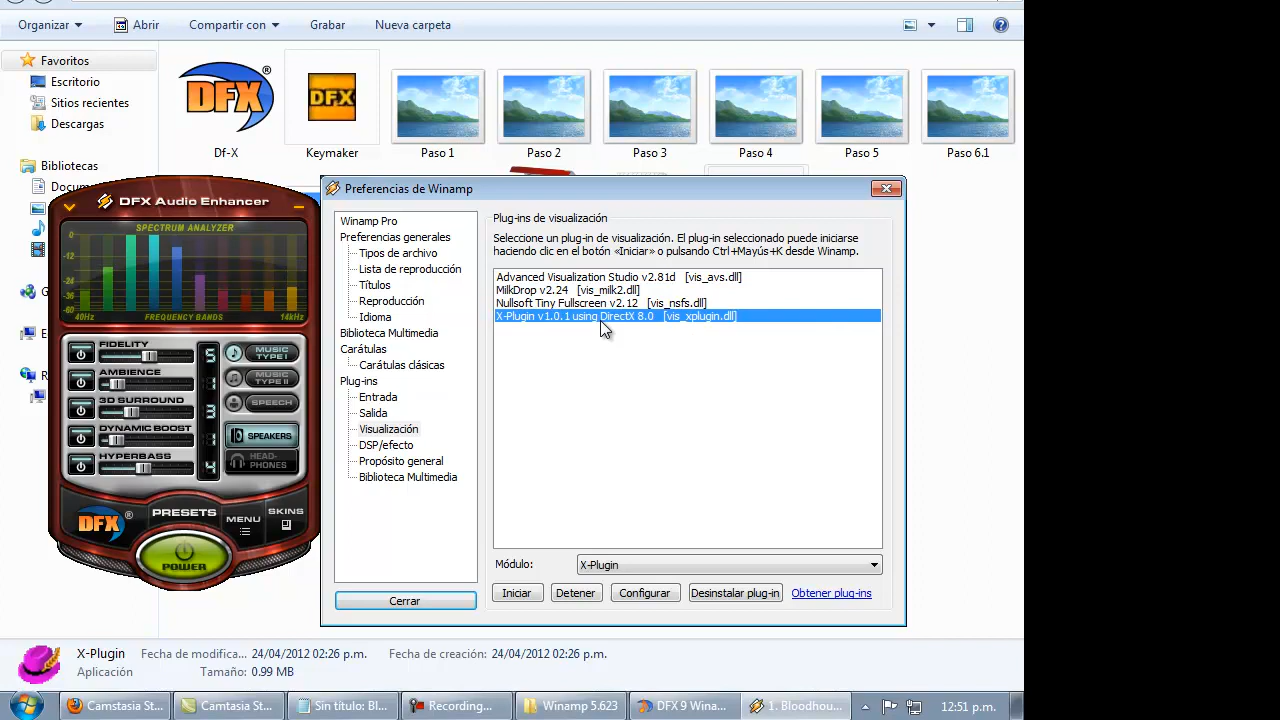 Organizar
Abrir
Compartir con
Grabar
Nueva carpeta
Favoritos
Escritorio
Sitios recientes
Descargas
Bibliotecas
Docum
DFX
Df-X
DFX
Keymaker
Paso 1
Paso 2
Paso 3
Paso 4
Paso 5
Paso 6.1
DFX AUDIO ENHANCER
SPECTRUM ANALYZER
0
-12
-24
-36
-60
40Hz
FREQUENCY BANDS
14kHz
FIDELITY
5
AMBIENCE
1
3D SURROUND
3
DYNAMIC BOOST
1
HYPERBASS
4
MUSIC TYPE I
MUSIC TYPE II
SPEECH
SPEAKERS
HEAD-PHONES
DFX
PRESETS
MENU
SKINS
POWER
Preferencias de Winamp
Winamp Pro
Preferencias generales
Tipos de archivo
Lista de reproducción
Títulos
Reproducción
Idioma
Biblioteca Multimedia
Carátulas
Carátulas clásicas
Plug-ins
Entrada
Salida
Visualización
DSP/efecto
Propósito general
Biblioteca Multimedia
Cerrar
Plug-ins de visualización
Seleccione un plug-in de visualización. El plug-in seleccionado puede iniciarse
haciendo clic en el botón «Iniciar» o pulsando Ctrl+Mayús+K desde Winamp.
Advanced Visualization Studio v2.81d [vis_avs.dll]
MilkDrop v2.24 [vis_milk2.dll]
Nullsoft Tiny Fullscreen v2.12 [vis_nsfs.dll]
X-Plugin v1.0.1 using DirectX 8.0 [vis_xplugin.dll]
Módulo:
X-Plugin
Iniciar
Detener
Configurar
Desinstalar plug-in
Obtener plug-ins
X-Plugin
Fecha de modifica...
24/04/2012 02:26 p.m.
Fecha de creación:
24/04/2012 02:26 p.m.
Aplicación
Tamaño:
0.99 MB
Camstasia St...
Camtasia St...
Sin título: Bl...
Recording...
Winamp 5.623
DFX 9 Wina...
1. Bloodhou...
12:51 p.m.